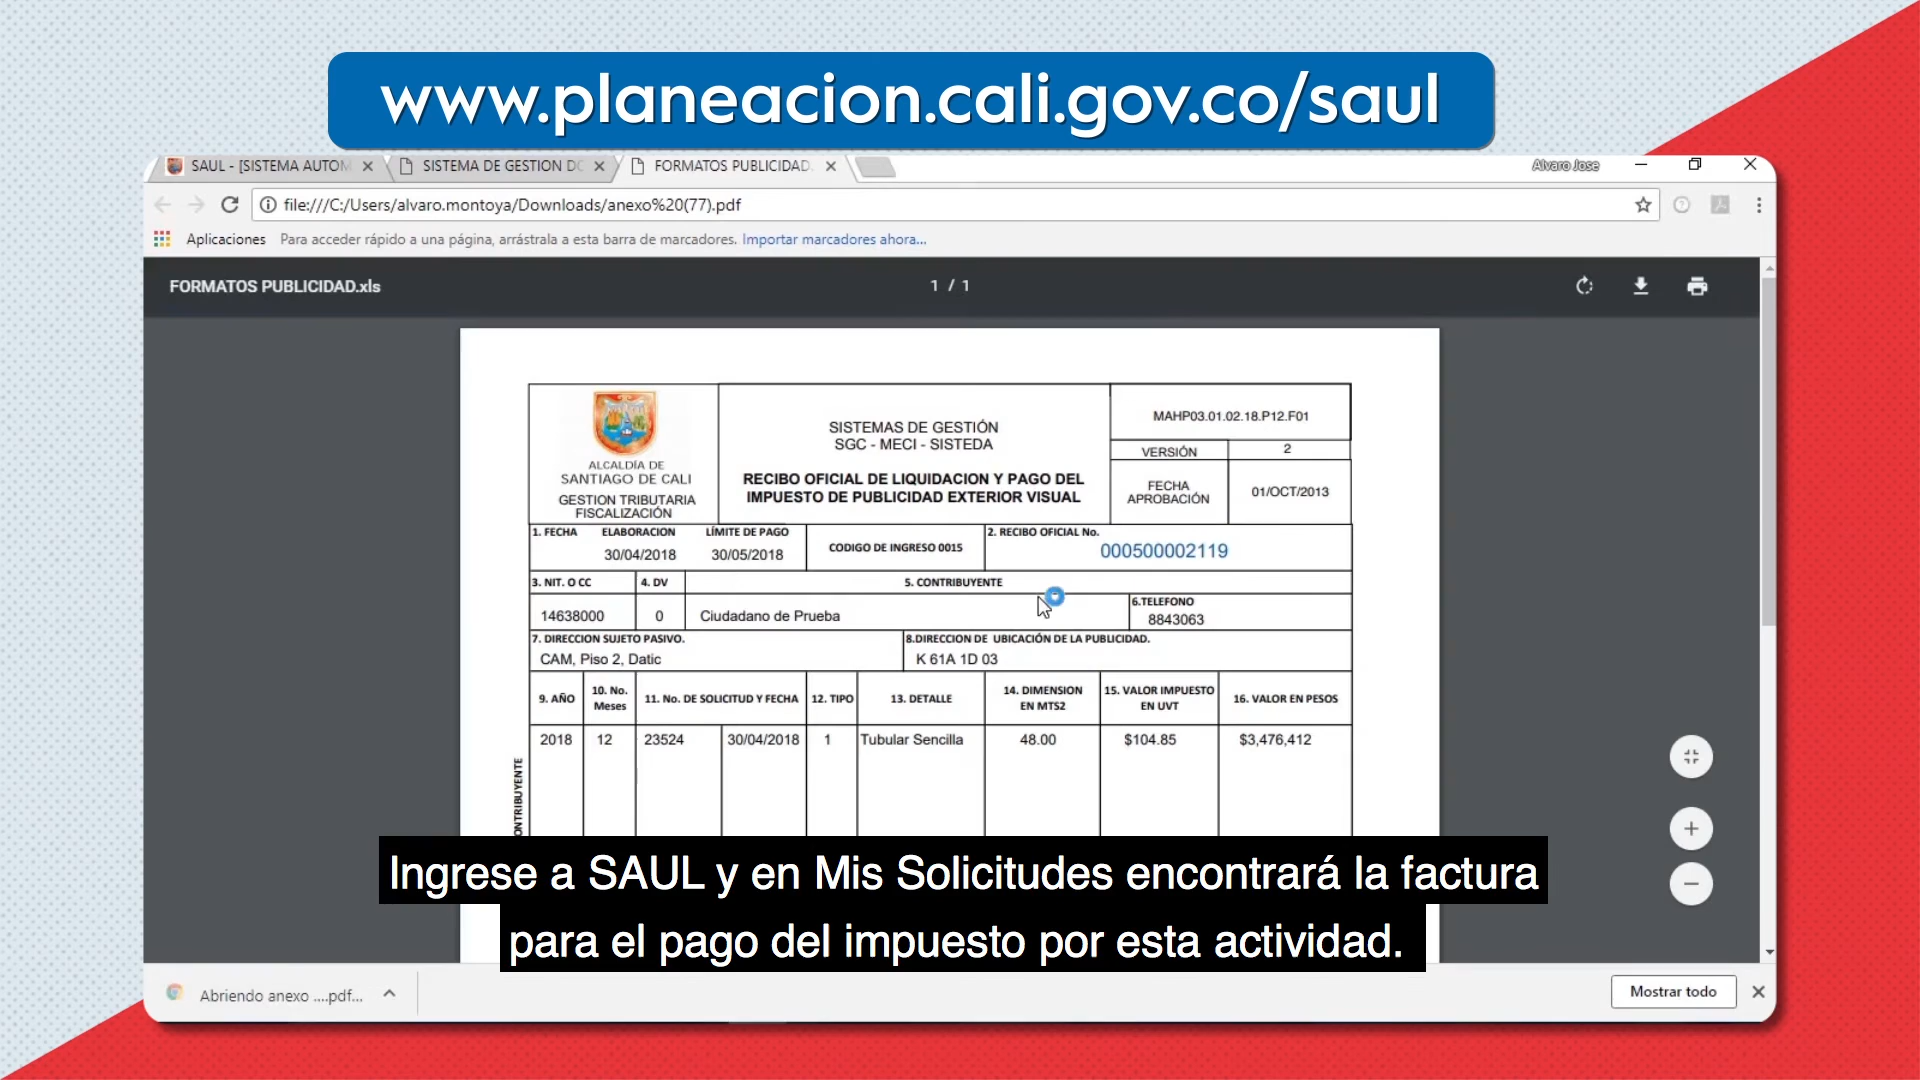 www.planeacion.cali.gov.co/saul
SAUL - [SISTEMA AUTOM
SISTEMA DE GESTION DO
FORMATOS PUBLICIDAD.
Alvaro Jose
file:///C:/Users/alvaro.montoya/Downloads/anexo%20(77).pdf
Aplicaciones Para acceder rápido a una página, arrástrala a esta barra de marcadores. Importar marcadores ahora...
FORMATOS PUBLICIDAD.xls
1 / 1
ALCALDÍA DE
SANTIAGO DE CALI
GESTION TRIBUTARIA
FISCALIZACIÓN
SISTEMAS DE GESTIÓN
SGC - MECI - SISTEDA
RECIBO OFICIAL DE LIQUIDACION Y PAGO DEL
IMPUESTO DE PUBLICIDAD EXTERIOR VISUAL
MAHP03.01.02.18.P12.F01
VERSIÓN 2
FECHA
APROBACIÓN
01/OCT/2013
1. FECHA ELABORACION LÍMITE DE PAGO
30/04/2018 30/05/2018
CODIGO DE INGRESO 0015
2. RECIBO OFICIAL No.
000500002119
3. NIT. O CC 4. DV 5. CONTRIBUYENTE
14638000 0 Ciudadano de Prueba
6.TELEFONO
8843063
7. DIRECCION SUJETO PASIVO.
CAM, Piso 2, Datic
8.DIRECCION DE UBICACIÓN DE LA PUBLICIDAD.
K 61A 1D 03
9. AÑO
10. No.
Meses
11. No. DE SOLICITUD Y FECHA
12. TIPO
13. DETALLE
14. DIMENSION
EN MTS2
15. VALOR IMPUESTO
EN UVT
16. VALOR EN PESOS
2018 12 23524 30/04/2018 1 Tubular Sencilla 48.00 $104.85 $3,476,412
ONTRIBUYENTE
Ingrese a SAUL y en Mis Solicitudes encontrará la factura
para el pago del impuesto por esta actividad.
Abriendo anexo ....pdf...
Mostrar todo